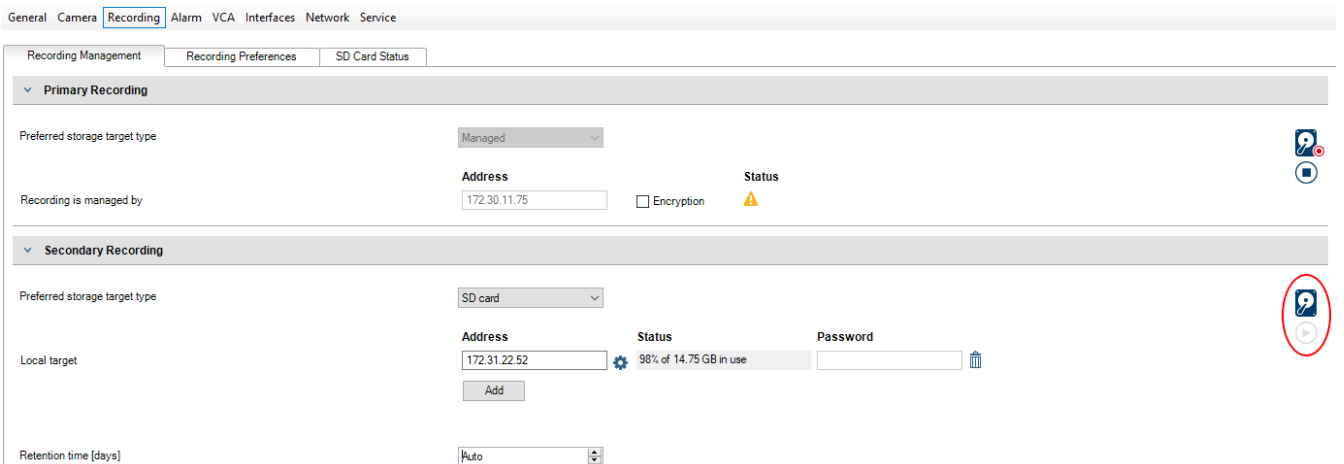 General Camera Recording Alarm VCA Interfaces Network Service
Recording Management Recording Preferences SD Card Status
Primary Recording
Preferred storage target type Managed
Address Status
Recording is managed by 172.30.11.75 Encryption
Secondary Recording
Preferred storage target type SD card
Address Status Password
Local target 172.31.22.52 98% of 14.75 GB in use
Add
Retention time [days] Auto